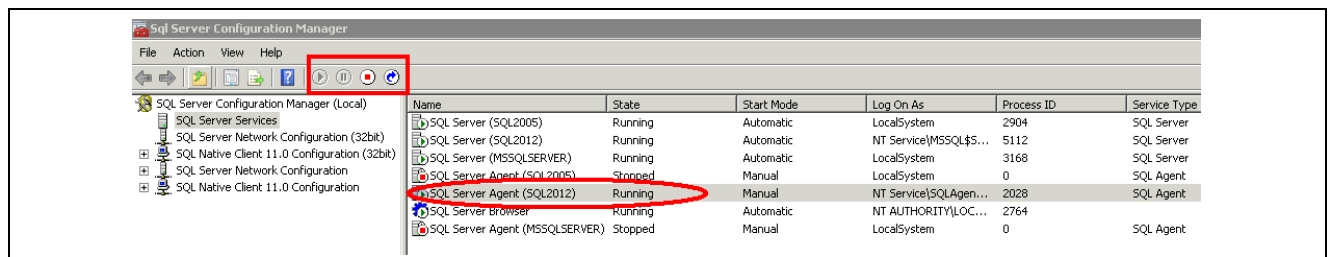 Sql Server Configuration Manager
File Action View Help
SQL Server Configuration Manager (Local)
SQL Server Services
SQL Server Network Configuration (32bit)
SQL Native Client 11.0 Configuration (32bit)
SQL Server Network Configuration
SQL Native Client 11.0 Configuration
Name State Start Mode Log On As Process ID Service Type
SQL Server (SQL2005) Running Automatic LocalSystem 2904 SQL Server
SQL Server (SQL2012) Running Automatic NT Service\MSSQL$S... 5112 SQL Server
SQL Server (MSSQLSERVER) Running Automatic LocalSystem 3168 SQL Server
SQL Server Agent (SQL2005) Stopped Manual LocalSystem 0 SQL Agent
SQL Server Agent (SQL2012) Running Manual NT Service\SQLAgen... 2028 SQL Agent
SQL Server Browser Running Automatic NT AUTHORITY\LOC... 2764
SQL Server Agent (MSSQLSERVER) Stopped Manual LocalSystem 0 SQL Agent